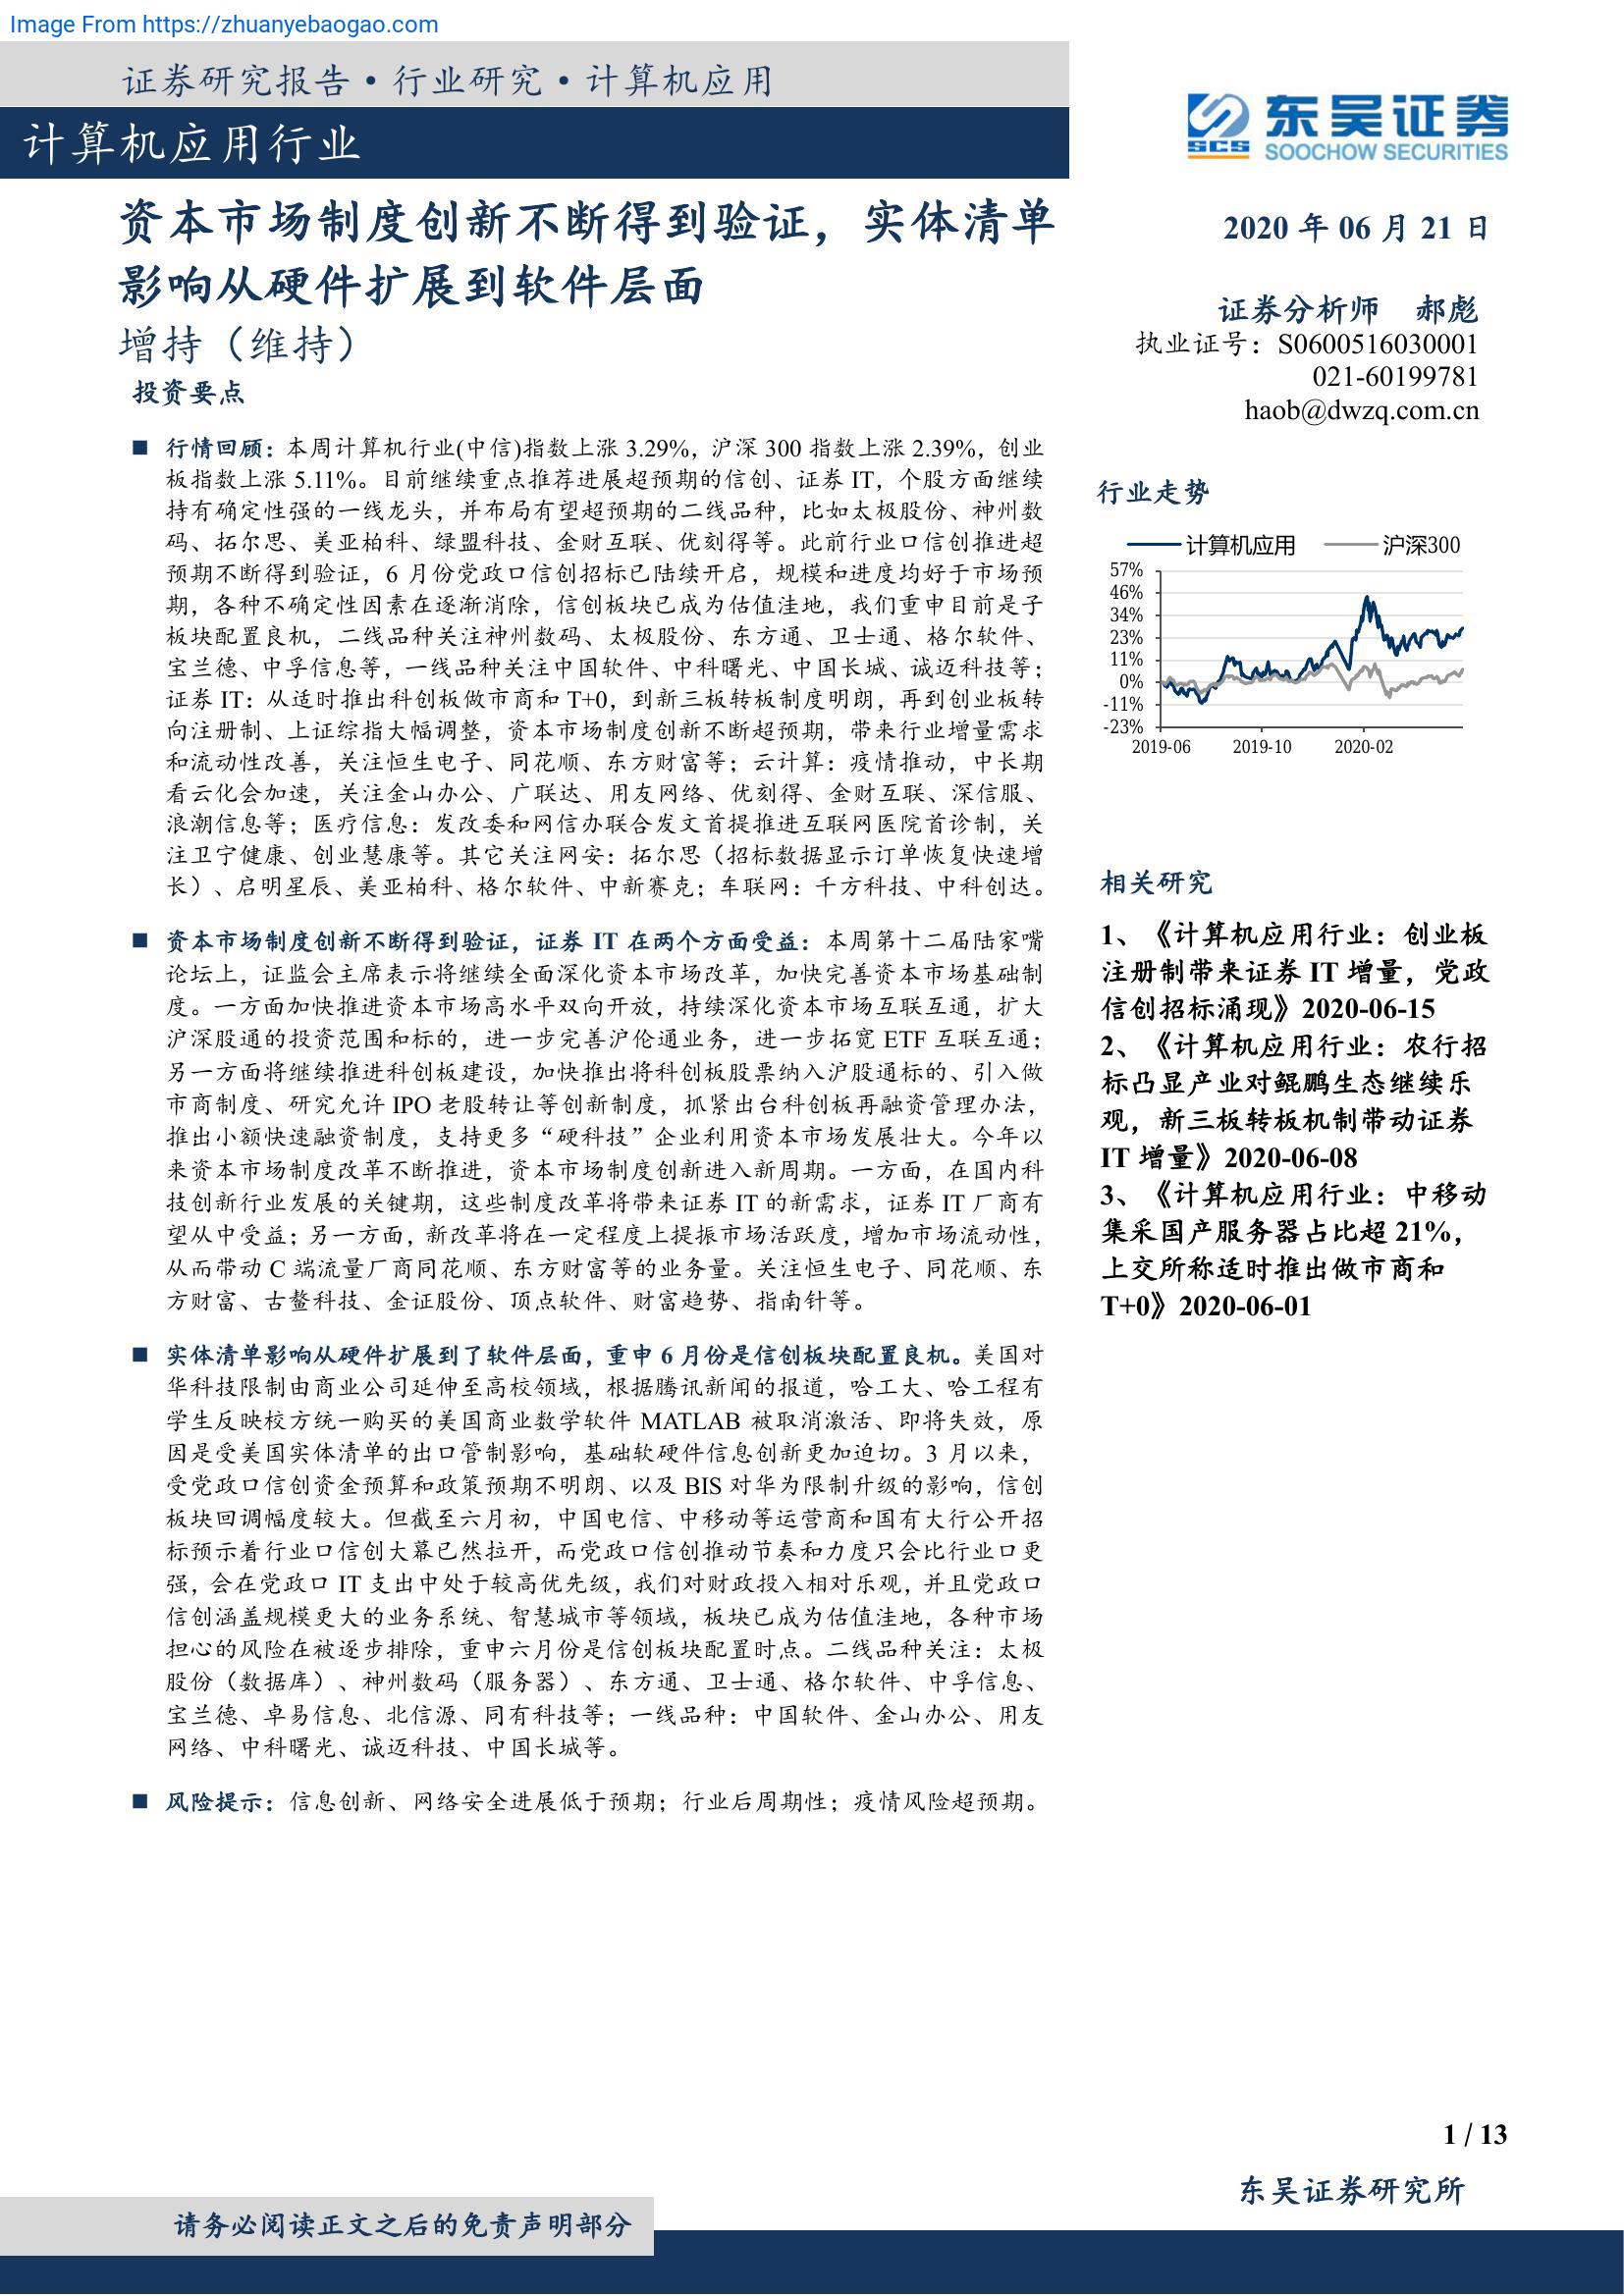 Image From https://zhuanyebaogao.com
证券研究报告·行业研究·计算机应用
计算机应用行业
东吴证券
SCS SOOCHOW SECURITIES
资本市场制度创新不断得到验证，实体清单
影响从硬件扩展到软件层面
增持（维持）
投资要点
■ 行情回顾：本周计算机行业(中信)指数上涨 3.29%，沪深 300 指数上涨 2.39%，创业
板指数上涨 5.11%。目前继续重点推荐进展超预期的信创、证券 IT，个股方面继续
持有确定性强的一线龙头，并布局有望超预期的二线品种，比如太极股份、神州数
码、拓尔思、美亚柏科、绿盟科技、金财互联、优刻得等。此前行业口信创推进超
预期不断得到验证，6 月份党政口信创招标已陆续开启，规模和进度均好于市场预
期，各种不确定性因素在逐渐消除，信创板块已成为估值洼地，我们重申目前是子
板块配置良机，二线品种关注神州数码、太极股份、东方通、卫士通、格尔软件、
宝兰德、中孚信息等，一线品种关注中国软件、中科曙光、中国长城、诚迈科技等；
证券 IT：从适时推出科创板做市商和 T+0，到新三板转板制度明朗，再到创业板转
向注册制、上证综指大幅调整，资本市场制度创新不断超预期，带来行业增量需求
和流动性改善，关注恒生电子、同花顺、东方财富等；云计算：疫情推动，中长期
看云化会加速，关注金山办公、广联达、用友网络、优刻得、金财互联、深信服、
浪潮信息等；医疗信息：发改委和网信办联合发文首提推进互联网医院首诊制，关
注卫宁健康、创业慧康等。其它关注网安：拓尔思（招标数据显示订单恢复快速增
长）、启明星辰、美亚柏科、格尔软件、中新赛克；车联网：千方科技、中科创达。
■ 资本市场制度创新不断得到验证，证券 IT 在两个方面受益：本周第十二届陆家嘴
论坛上，证监会主席表示将继续全面深化资本市场改革，加快完善资本市场基础制
度。一方面加快推进资本市场高水平双向开放，持续深化资本市场互联互通，扩大
沪深股通的投资范围和标的，进一步完善沪伦通业务，进一步拓宽 ETF 互联互通；
另一方面将继续推进科创板建设，加快推出将科创板股票纳入沪股通标的、引入做
市商制度、研究允许 IPO 老股转让等创新制度，抓紧出台科创板再融资管理办法，
推出小额快速融资制度，支持更多“硬科技”企业利用资本市场发展壮大。今年以
来资本市场制度改革不断推进，资本市场制度创新进入新周期。一方面，在国内科
技创新行业发展的关键期，这些制度改革将带来证券 IT 的新需求，证券 IT 厂商有
望从中受益；另一方面，新改革将在一定程度上提振市场活跃度，增加市场流动性，
从而带动 C 端流量厂商同花顺、东方财富等的业务量。关注恒生电子、同花顺、东
方财富、古鳌科技、金证股份、顶点软件、财富趋势、指南针等。
■ 实体清单影响从硬件扩展到了软件层面，重申 6 月份是信创板块配置良机。美国对
华科技限制由商业公司延伸至高校领域，根据腾讯新闻的报道，哈工大、哈工程有
学生反映校方统一购买的美国商业数学软件 MATLAB 被取消激活、即将失效，原
因是受美国实体清单的出口管制影响，基础软硬件信息创新更加迫切。3 月以来，
受党政口信创资金预算和政策预期不明朗、以及 BIS 对华为限制升级的影响，信创
板块回调幅度较大。但截至六月初，中国电信、中移动等运营商和国有大行公开招
标预示着行业口信创大幕已然拉开，而党政口信创推动节奏和力度只会比行业口更
强，会在党政口 IT 支出中处于较高优先级，我们对财政投入相对乐观，并且党政口
信创涵盖规模更大的业务系统、智慧城市等领域，板块已成为估值洼地，各种市场
担心的风险在被逐步排除，重申六月份是信创板块配置时点。二线品种关注：太极
股份（数据库）、神州数码（服务器）、东方通、卫士通、格尔软件、中孚信息、
宝兰德、卓易信息、北信源、同有科技等；一线品种：中国软件、金山办公、用友
网络、中科曙光、诚迈科技、中国长城等。
■ 风险提示：信息创新、网络安全进展低于预期；行业后周期性；疫情风险超预期。
2020 年 06 月 21 日
证券分析师 郝彪
执业证号：S0600516030001
021-60199781
haob@dwzq.com.cn
行业走势
计算机应用 沪深300
57%
46%
34%
23%
11%
0%
-11%
-23%
2019-06 2019-10 2020-02
相关研究
1、《计算机应用行业：创业板
注册制带来证券 IT 增量，党政
信创招标涌现》2020-06-15
2、《计算机应用行业：农行招
标凸显产业对鲲鹏生态继续乐
观，新三板转板机制带动证券
IT 增量》2020-06-08
3、《计算机应用行业：中移动
集采国产服务器占比超 21%，
上交所称适时推出做市商和
T+0》2020-06-01
1 / 13
东吴证券研究所
请务必阅读正文之后的免责声明部分